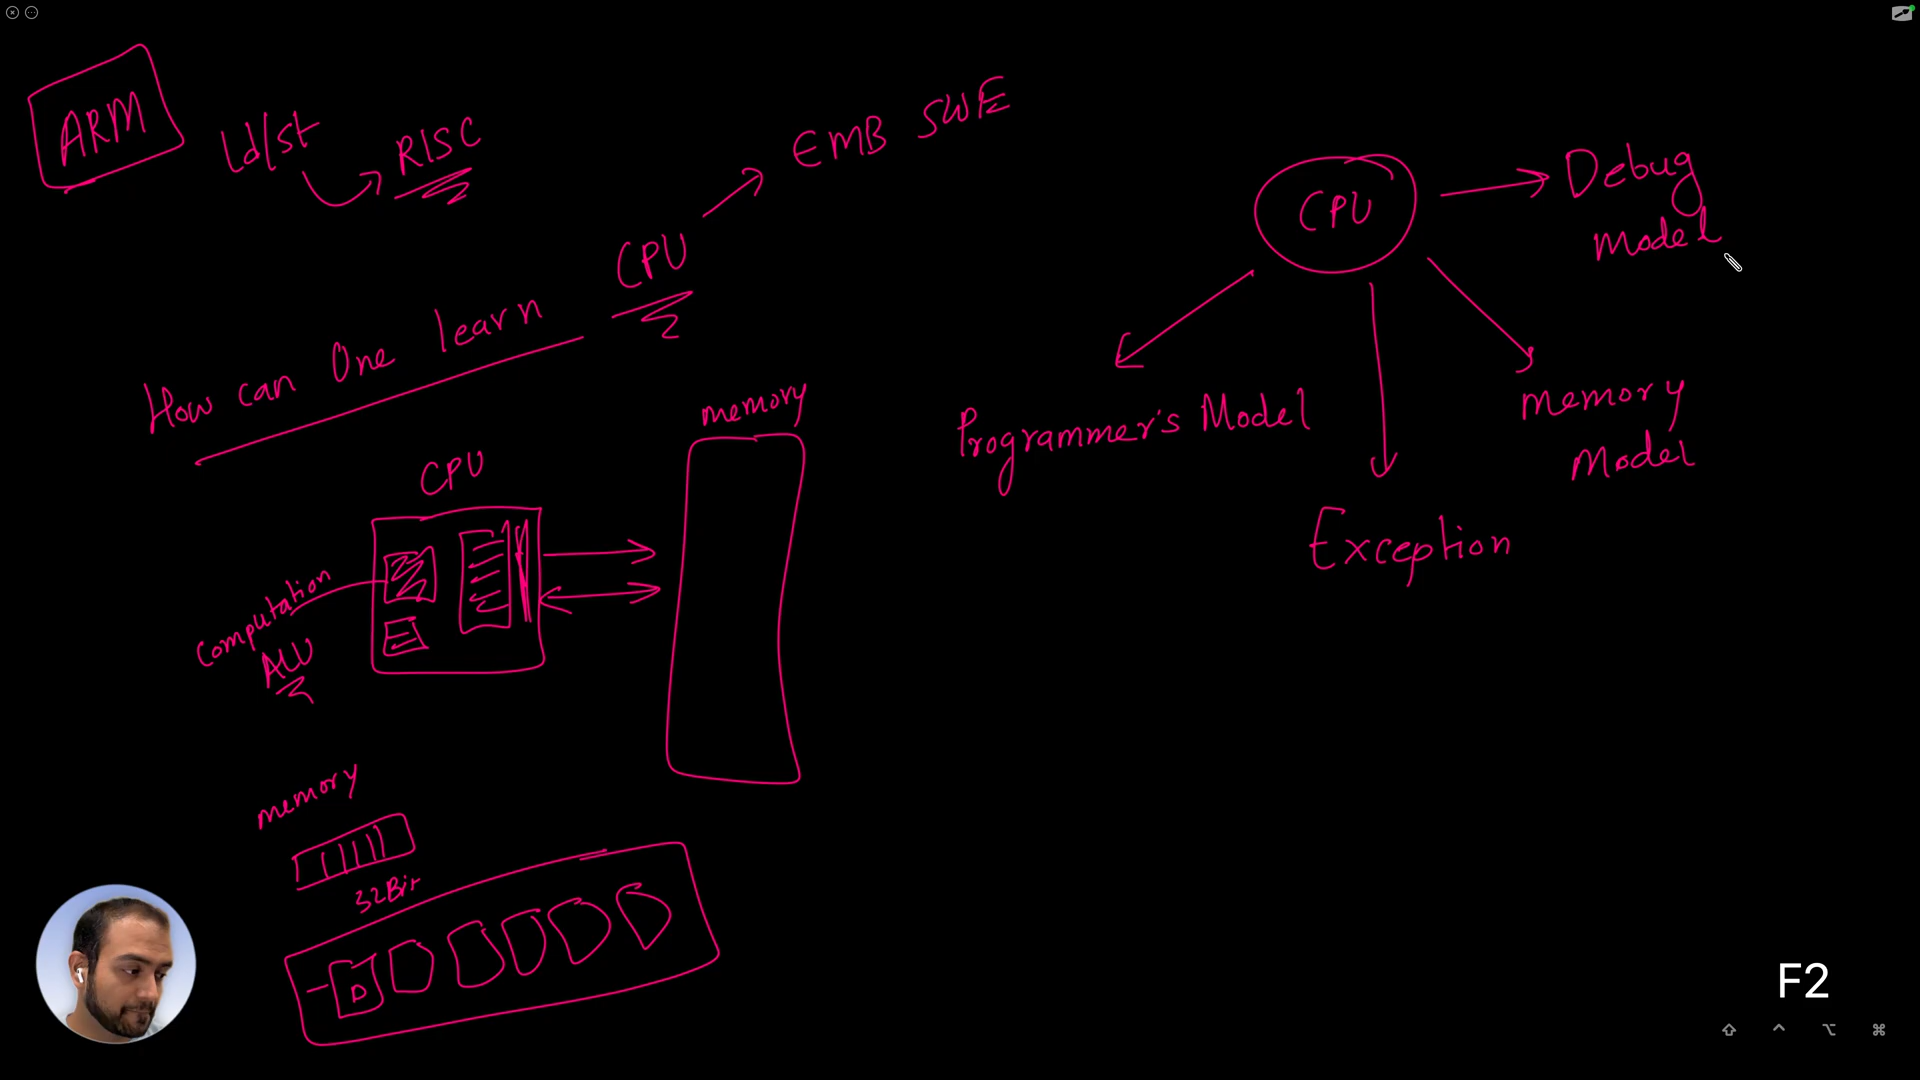 ARM
ld/st
RISC
EMB SWE
How can One learn
CPU
CPU
Debug
Model
Programmer's Model
Memory
Model
Exception
CPU
memory
Computation
ALU
memory
32Bit
D
F2